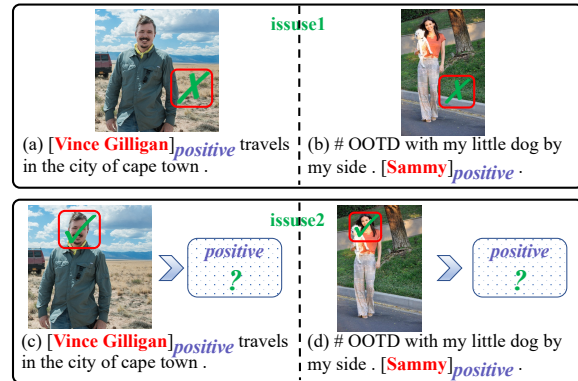 issuse1
(a) [Vince Gilligan]positive travels
in the city of cape town .
(b) # OOTD with my little dog by
my side . [Sammy]positive .
issuse2
positive
?
positive
?
(c) [Vince Gilligan]positive travels
in the city of cape town .
(d) # OOTD with my little dog by
my side . [Sammy]positive .